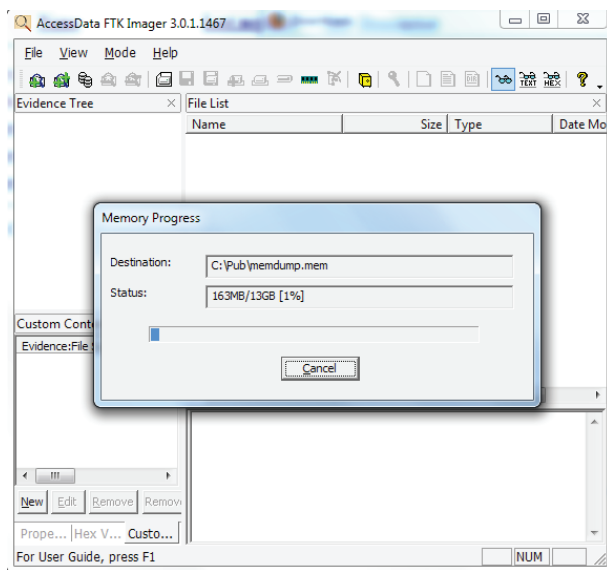 AccessData FTK Imager 3.0.1.1467
File View Mode Help
TEXT HEX
Evidence Tree
File List
Name Size Type Date Mo
Memory Progress
Destination: C:\Pub\memdump.mem
Status: 163MB/13GB [1%]
Cancel
Custom Conte
Evidence:File
New Edit Remove Remov
Prope... Hex V... Custo...
For User Guide, press F1
NUM